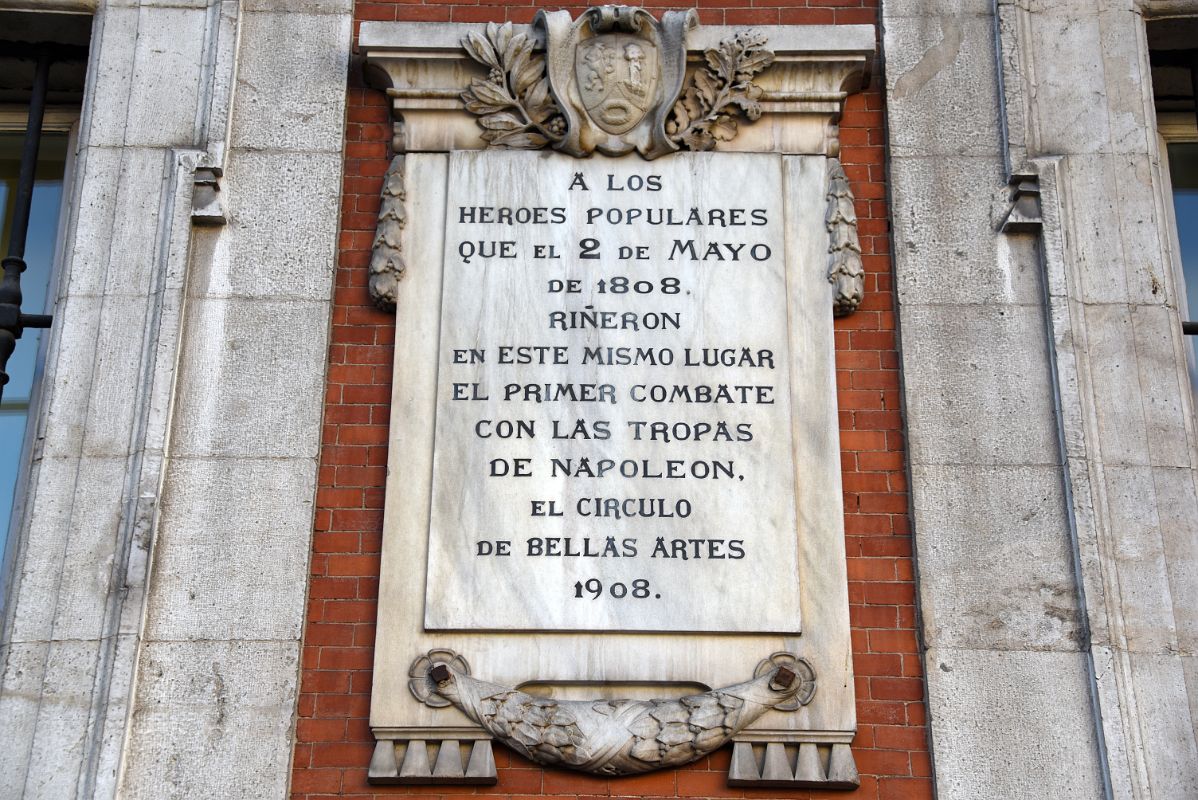 A LOS
HEROES POPULARES
QUE EL 2 DE MAYO
DE 1808.
RIÑERON
EN ESTE MISMO LUGAR
EL PRIMER COMBATE
CON LAS TROPAS
DE NAPOLEON,
EL CIRCULO
DE BELLAS ARTES
1908.